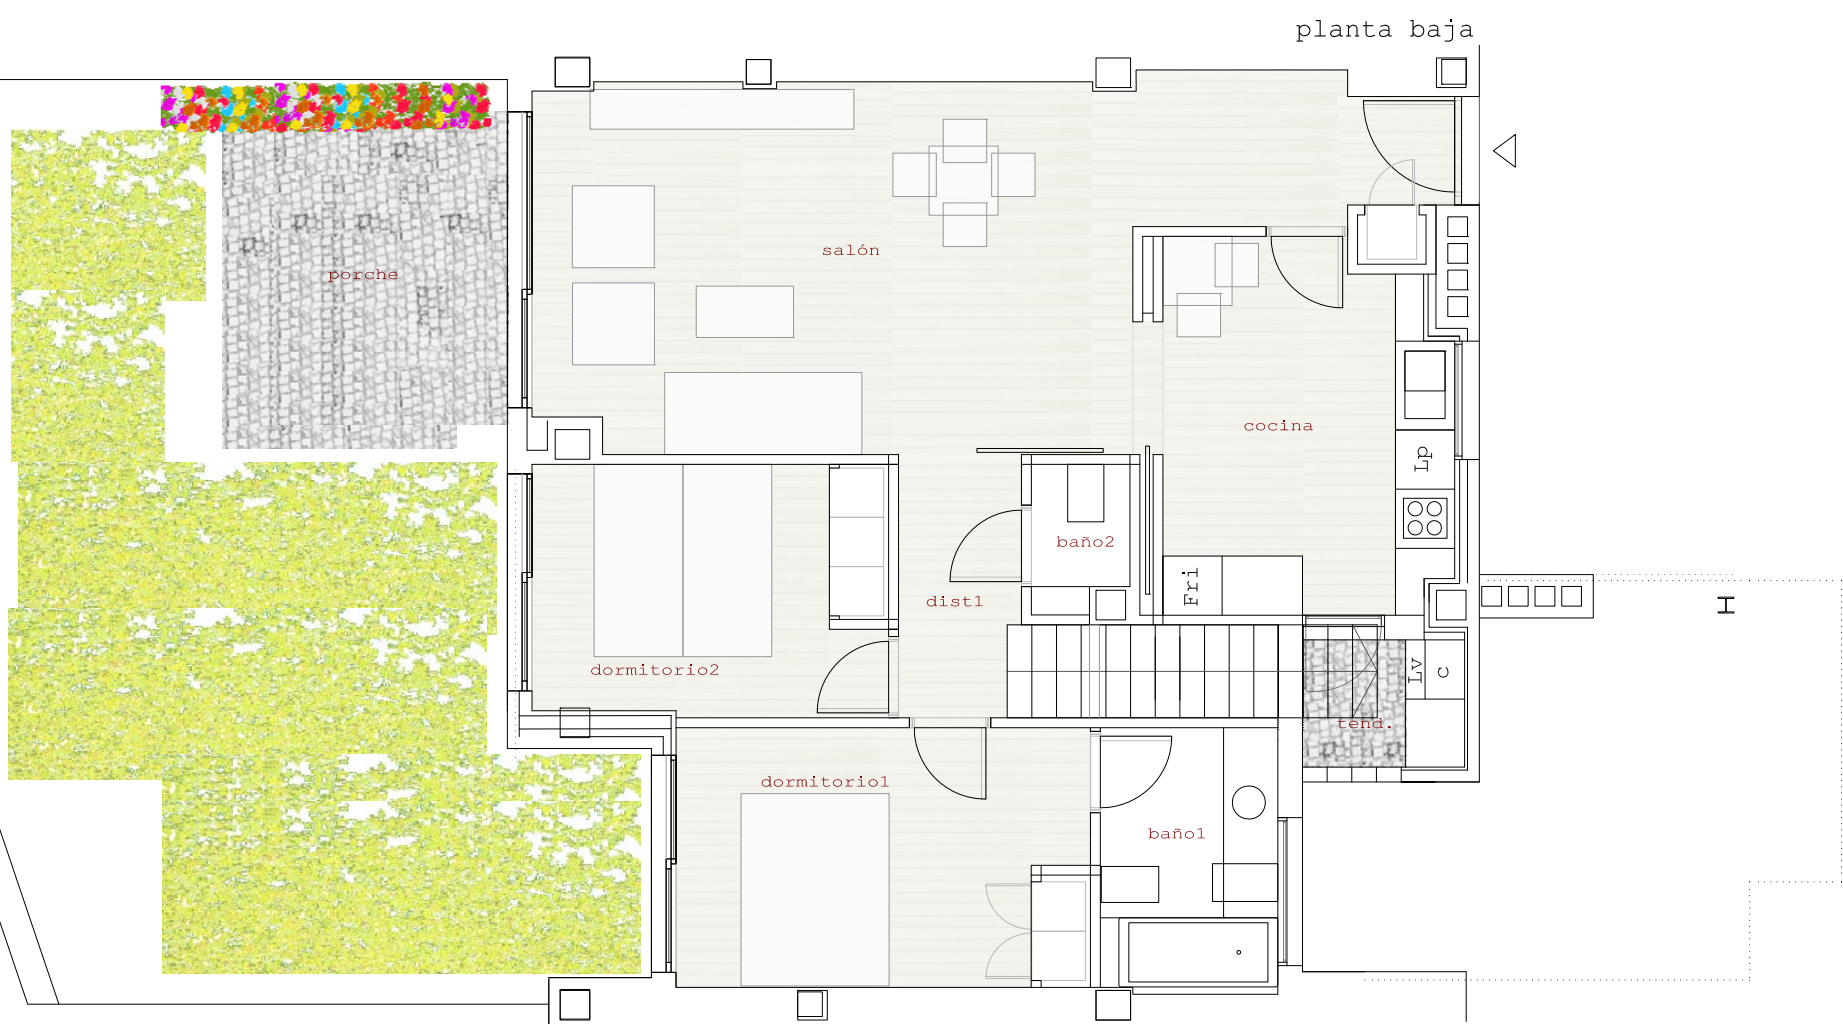 planta baja
salón
porche
cocina
Lp
baño2
Fri
dist1
H
dormitorio2
Lv
c
tend.
dormitorio1
baño1